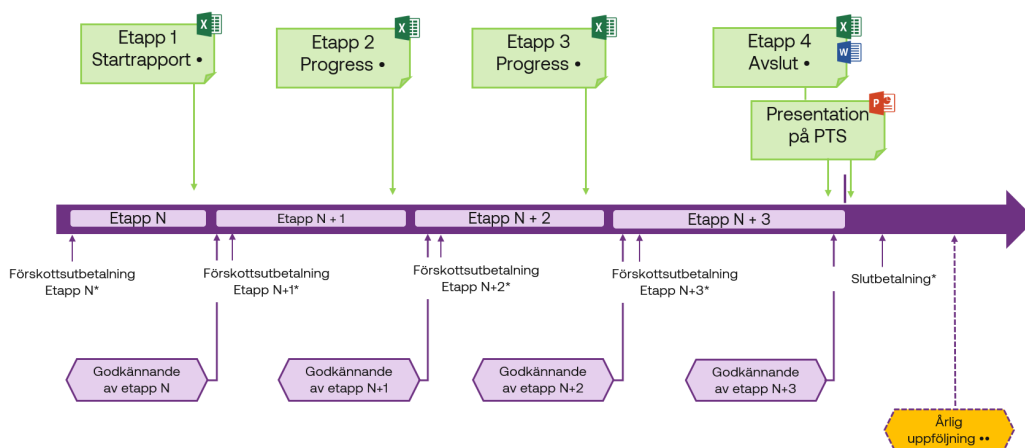 Etapp 1
Startrapport •
X
Etapp 2
Progress •
X
Etapp 3
Progress •
X
Etapp 4
Avslut •
X
W
Presentation
på PTS
P
Etapp N
Etapp N + 1
Etapp N + 2
Etapp N + 3
Förskottsutbetalning
Etapp N*
Förskottsutbetalning
Etapp N+1*
Förskottsutbetalning
Etapp N+2*
Förskottsutbetalning
Etapp N+3*
Slutbetalning*
Godkännande
av etapp N
Godkännande
av etapp N+1
Godkännande
av etapp N+2
Godkännande
av etapp N+3
Årlig
uppföljning ••